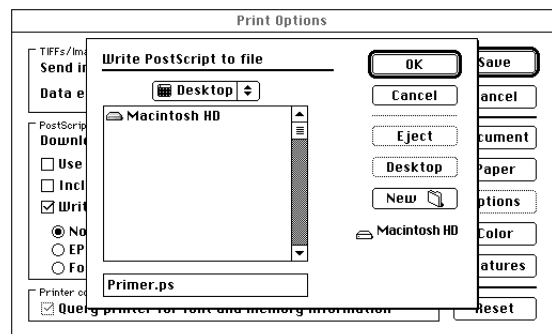 Print Options
TIFFs/Ima
Send in
Data e
PostScrip
Downl
Use
Incl
Writ
No
EP
Fo
Printer co
Query printer for font and memory information
Write PostScript to file
Desktop
Macintosh HD
Primer.ps
OK
Cancel
Eject
Desktop
New
Macintosh HD
Save
ancel
cument
Paper
ptions
Color
atures
Reset